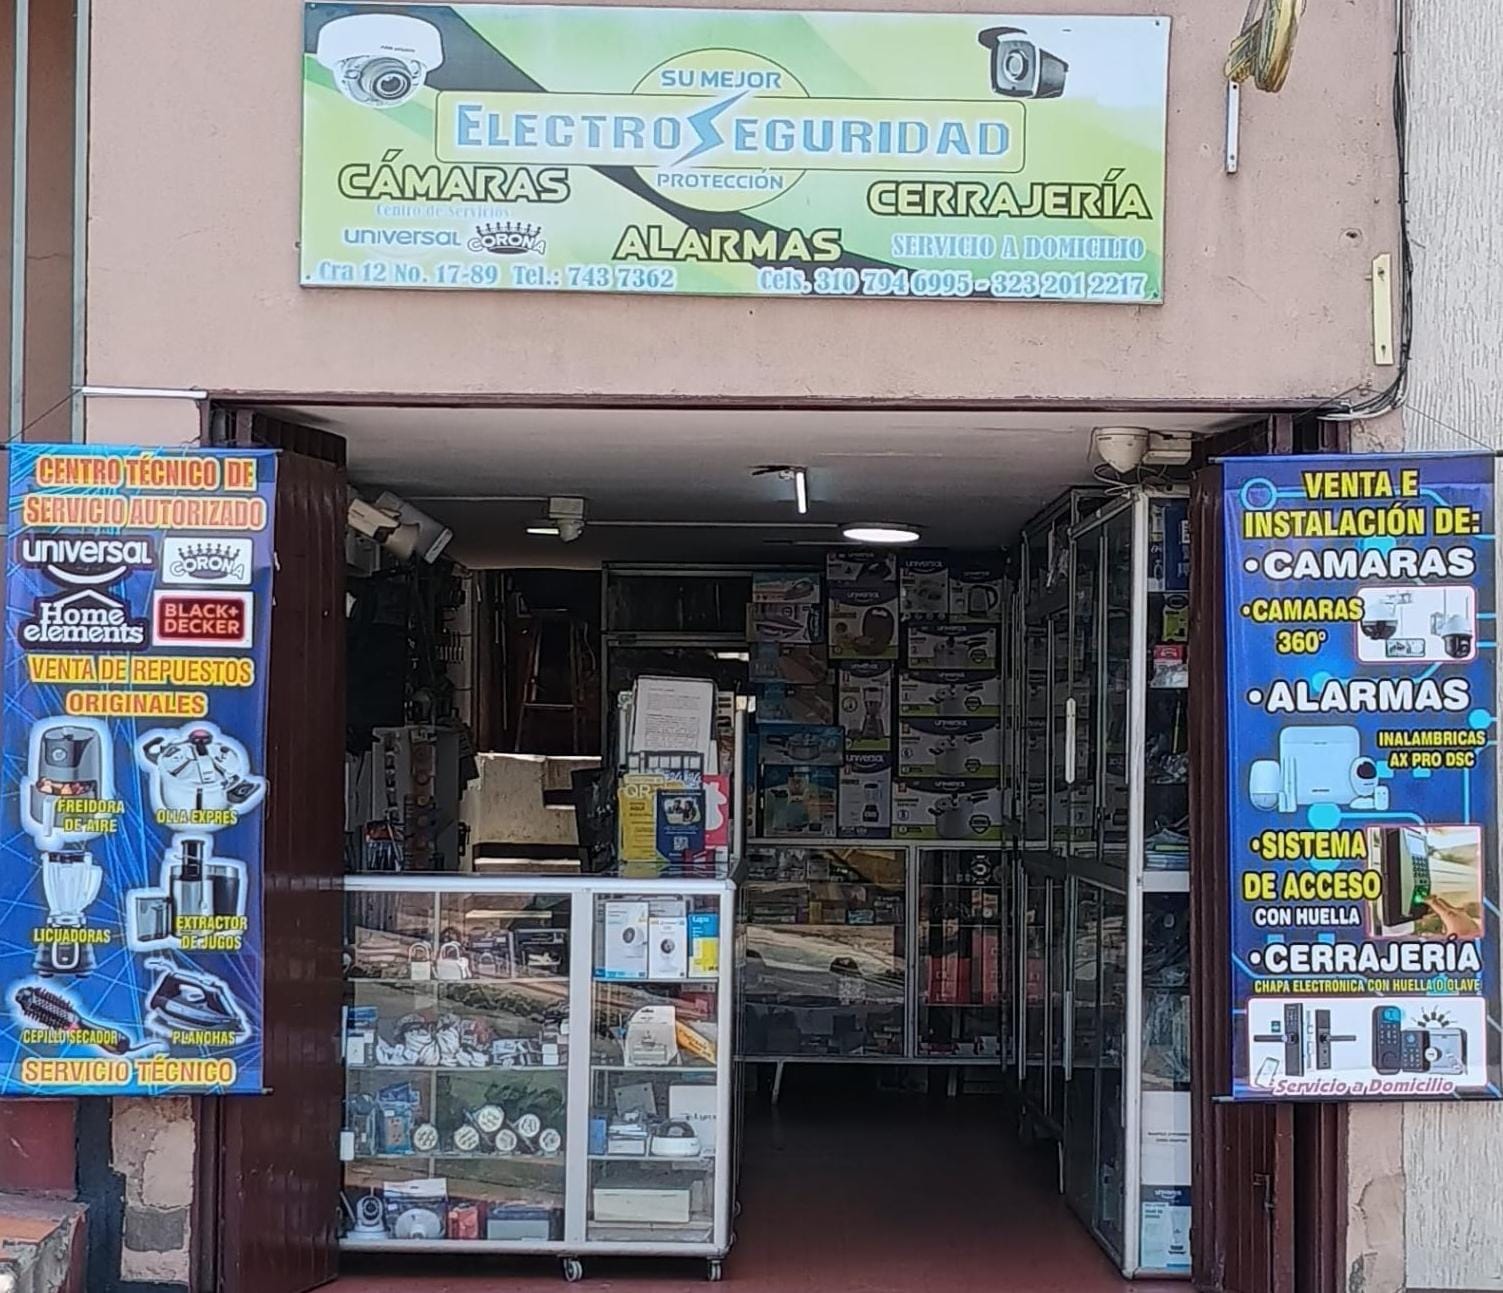 SU MEJOR
ELECTROSEGURIDAD
PROTECCIÓN
CÁMARAS
CERRAJERÍA
Centro de Servicios
universal CORONA
ALARMAS
SERVICIO A DOMICILIO
Cra 12 No. 17-89 Tel.: 743 7362
Cels. 310 794 6995 - 323 201 2217
CENTRO TÉCNICO DE
SERVICIO AUTORIZADO
universal
CORONA
Home
elements
BLACK+
DECKER
VENTA DE REPUESTOS
ORIGINALES
FREIDORA
DE AIRE
OLLA EXPRES
LICUADORAS
EXTRACTOR
DE JUGOS
CEPILLO SECADOR
PLANCHAS
SERVICIO TÉCNICO
VENTA E
INSTALACIÓN DE:
•CAMARAS
•CAMARAS
360°
•ALARMAS
INALAMBRICAS
AX PRO DSC
•SISTEMA
DE ACCESO
CON HUELLA
•CERRAJERÍA
CHAPA ELECTRÓNICA CON HUELLA O CLAVE
Servicio a Domicilio
QR
universal